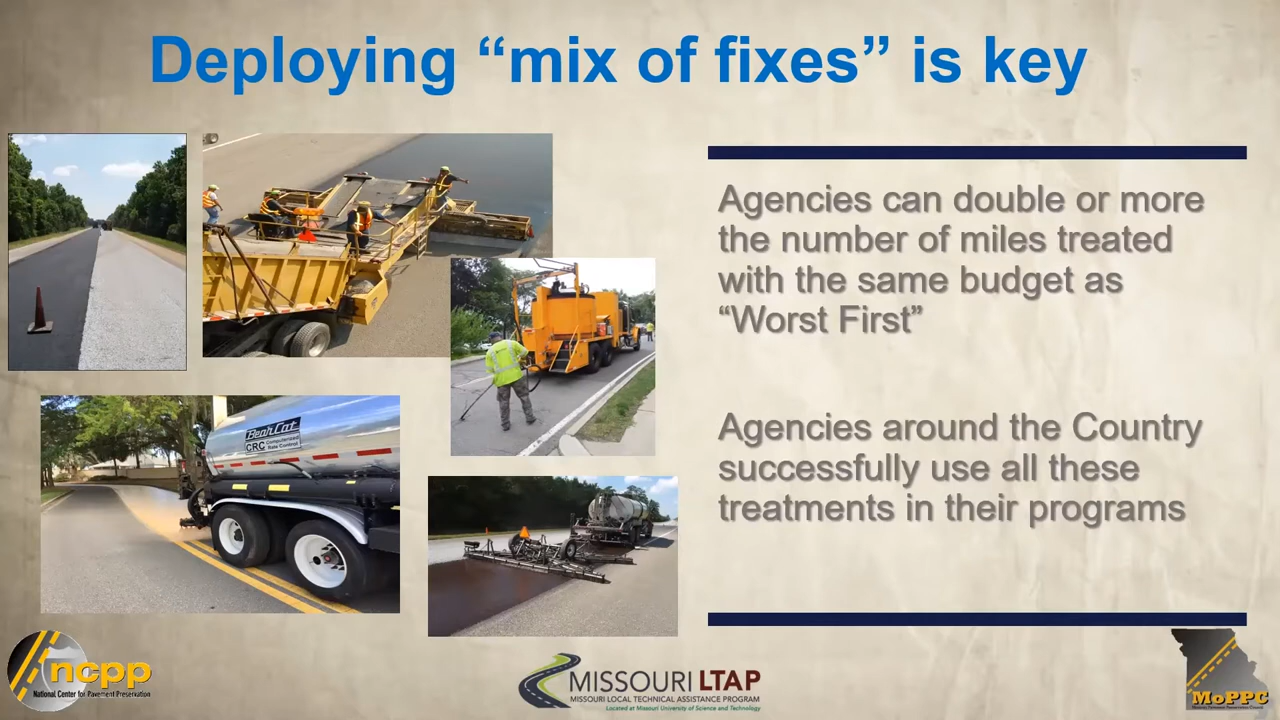 Deploying “mix of fixes” is key
Agencies can double or more
the number of miles treated
with the same budget as
“Worst First”
Agencies around the Country
successfully use all these
treatments in their programs
BearCat
CRC Computerized
Rate Control
ncpp
National Center for Pavement Preservation
MISSOURI LTAP
MISSOURI LOCAL TECHNICAL ASSISTANCE PROGRAM
Located at Missouri University of Science and Technology
MoPPC